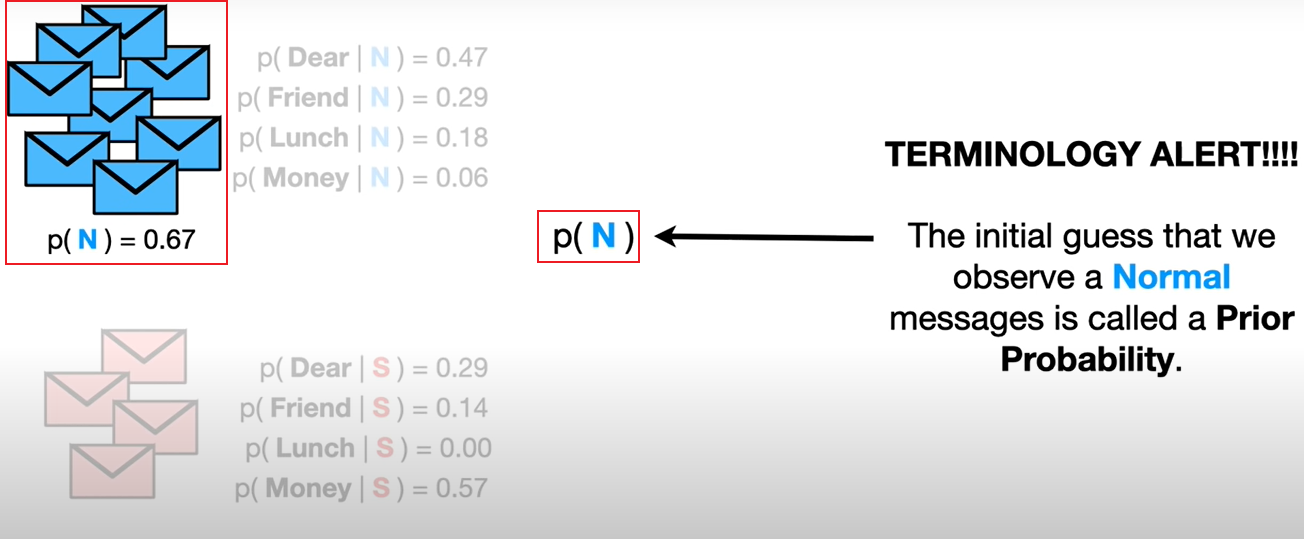 p( Dear | N ) = 0.47
p( Friend | N ) = 0.29
p( Lunch | N ) = 0.18
p( Money | N ) = 0.06
p( N ) = 0.67
p( N )
TERMINOLOGY ALERT!!!!
The initial guess that we
observe a Normal
messages is called a Prior
Probability.
p( Dear | S ) = 0.29
p( Friend | S ) = 0.14
p( Lunch | S ) = 0.00
p( Money | S ) = 0.57